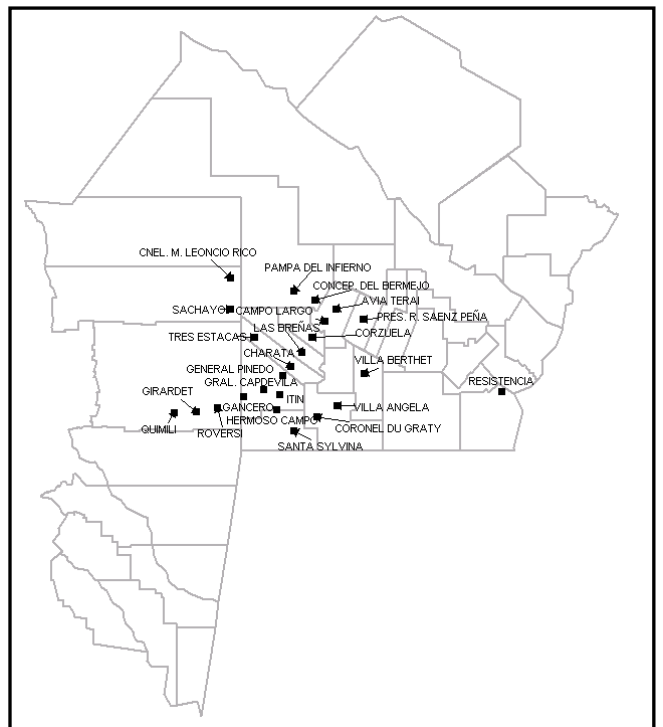 CNEL. M. LEONCIO RICO
PAMPA DEL INFIERNO
CONCEP. DEL BERMEJO
SACHAYOJ
CAMPO LARGO
AVIA TERAI
PRES. R. SAENZ PEÑA
LAS BREÑAS
TRES ESTACAS
CORZUELA
CHARATA
VILLA BERTHET
GENERAL PINEDO
GRAL. CAPDEVILA
RESISTENCIA
GIRARDET
ITIN
GANCERO
VILLA ANGELA
HERMOSO CAMPO
QUIMILI
ROVERSI
CORONEL DU GRATY
SANTA SYLVINA